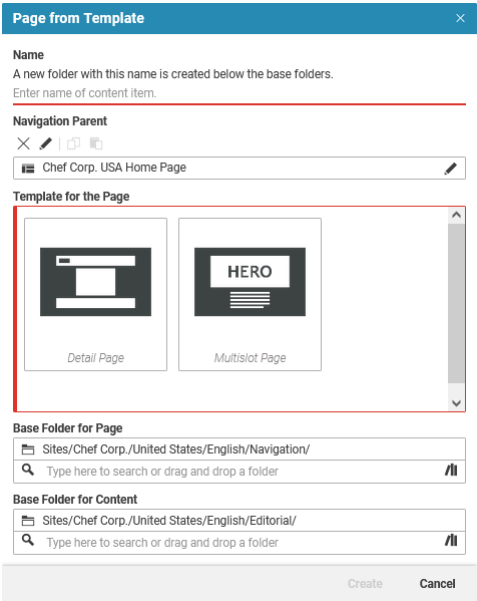 Page from Template
Name
A new folder with this name is created below the base folders.
Enter name of content item.
Navigation Parent
Chef Corp. USA Home Page
Template for the Page
HERO
Detail Page
Multislot Page
Base Folder for Page
Sites/Chef Corp./United States/English/Navigation/
Type here to search or drag and drop a folder
Base Folder for Content
Sites/Chef Corp./United States/English/Editorial/
Type here to search or drag and drop a folder
Create
Cancel